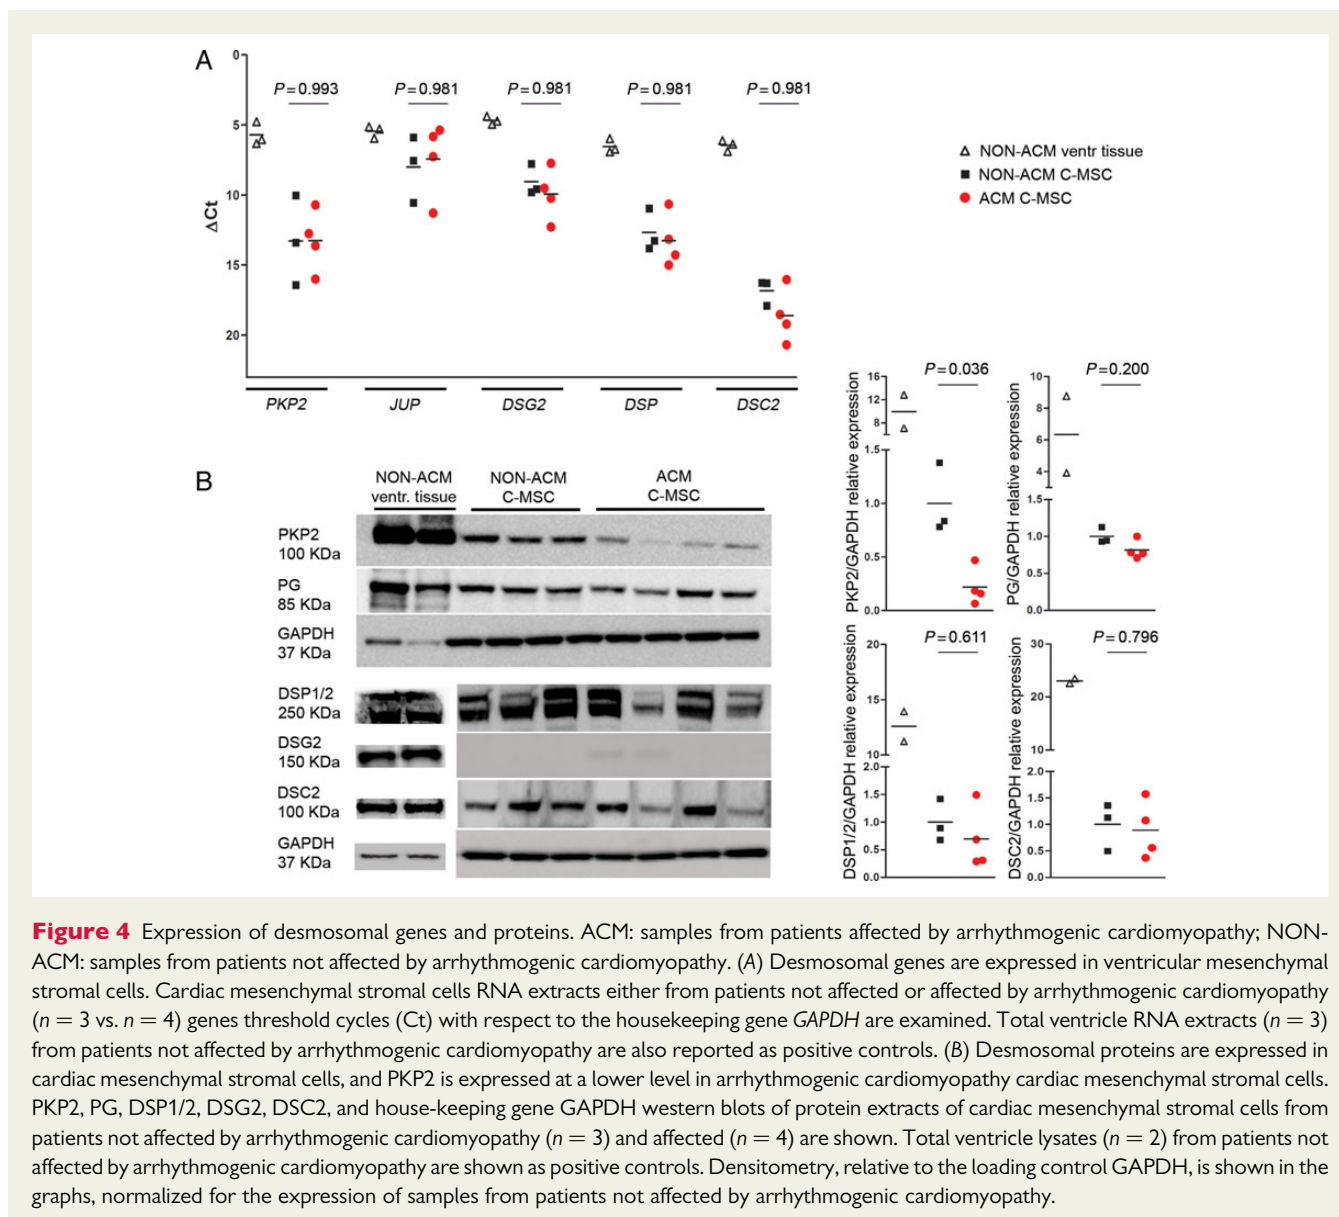 A
0
5
10
15
20
ΔCt
P=0.993
P=0.981
P=0.981
P=0.981
P=0.981
PKP2
JUP
DSG2
DSP
DSC2
NON-ACM ventr tissue
NON-ACM C-MSC
ACM C-MSC
B
NON-ACM
ventr. tissue
NON-ACM
C-MSC
ACM
C-MSC
PKP2
100 KDa
PG
85 KDa
GAPDH
37 KDa
DSP1/2
250 KDa
DSG2
150 KDa
DSC2
100 KDa
GAPDH
37 KDa
PKP2/GAPDH relative expression
16
12
8
1.5
1.0
0.5
0.0
P=0.036
PG/GAPDH relative expression
10
8
6
4
1.5
1.0
0.5
0.0
P=0.200
DSP1/2/GAPDH relative expression
20
15
10
2.0
1.5
1.0
0.5
0.0
P=0.611
DSC2/GAPDH relative expression
30
20
10
2.0
1.5
1.0
0.5
0.0
P=0.796
Figure 4 Expression of desmosomal genes and proteins. ACM: samples from patients affected by arrhythmogenic cardiomyopathy; NON-
ACM: samples from patients not affected by arrhythmogenic cardiomyopathy. (A) Desmosomal genes are expressed in ventricular mesenchymal
stromal cells. Cardiac mesenchymal stromal cells RNA extracts either from patients not affected or affected by arrhythmogenic cardiomyopathy
(n = 3 vs. n = 4) genes threshold cycles (Ct) with respect to the housekeeping gene GAPDH are examined. Total ventricle RNA extracts (n = 3)
from patients not affected by arrhythmogenic cardiomyopathy are also reported as positive controls. (B) Desmosomal proteins are expressed in
cardiac mesenchymal stromal cells, and PKP2 is expressed at a lower level in arrhythmogenic cardiomyopathy cardiac mesenchymal stromal cells.
PKP2, PG, DSP1/2, DSG2, DSC2, and house-keeping gene GAPDH western blots of protein extracts of cardiac mesenchymal stromal cells from
patients not affected by arrhythmogenic cardiomyopathy (n = 3) and affected (n = 4) are shown. Total ventricle lysates (n = 2) from patients not
affected by arrhythmogenic cardiomyopathy are shown as positive controls. Densitometry, relative to the loading control GAPDH, is shown in the
graphs, normalized for the expression of samples from patients not affected by arrhythmogenic cardiomyopathy.